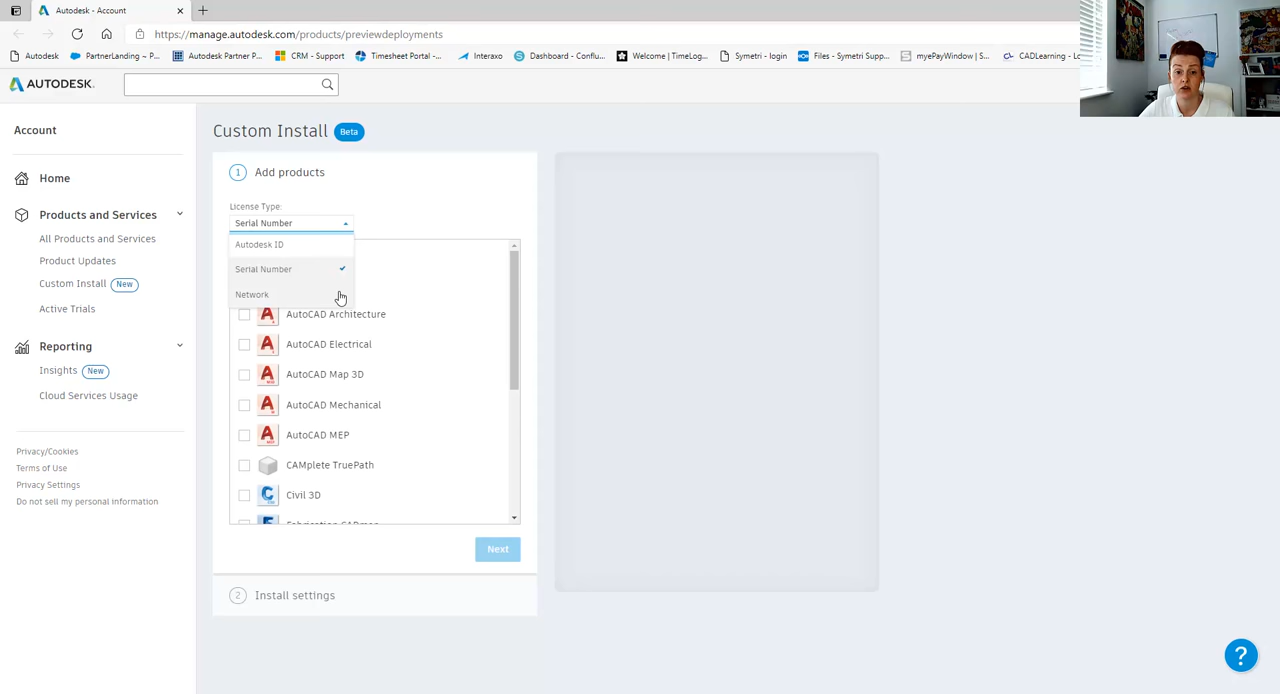 Autodesk - Account
https://manage.autodesk.com/products/previewdeployments
Autodesk
PartnerLanding – P...
Autodesk Partner P...
CRM - Support
Timesheet Portal -...
Interaxo
Dashboard - Conflu...
Welcome | TimeLog...
Symetri - login
Files - Symetri Supp...
myePayWindow | S...
CADLearning - Lo
AUTODESK.
Account
Home
Products and Services
All Products and Services
Product Updates
Custom Install New
Active Trials
Reporting
Insights New
Cloud Services Usage
Privacy/Cookies
Terms of Use
Privacy Settings
Do not sell my personal information
Custom Install Beta
1 Add products
License Type:
Serial Number
Autodesk ID
Serial Number
Network
AutoCAD Architecture
AutoCAD Electrical
AutoCAD Map 3D
AutoCAD Mechanical
AutoCAD MEP
CAMplete TruePath
Civil 3D
Next
2 Install settings
?